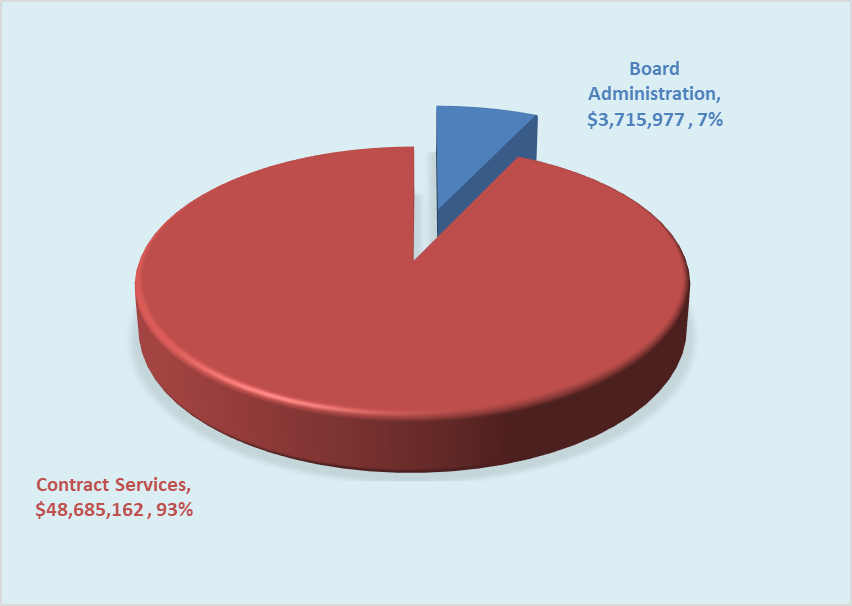 Board
Administration,
$3,715,977 , 7%
Contract Services,
$48,685,162 , 93%